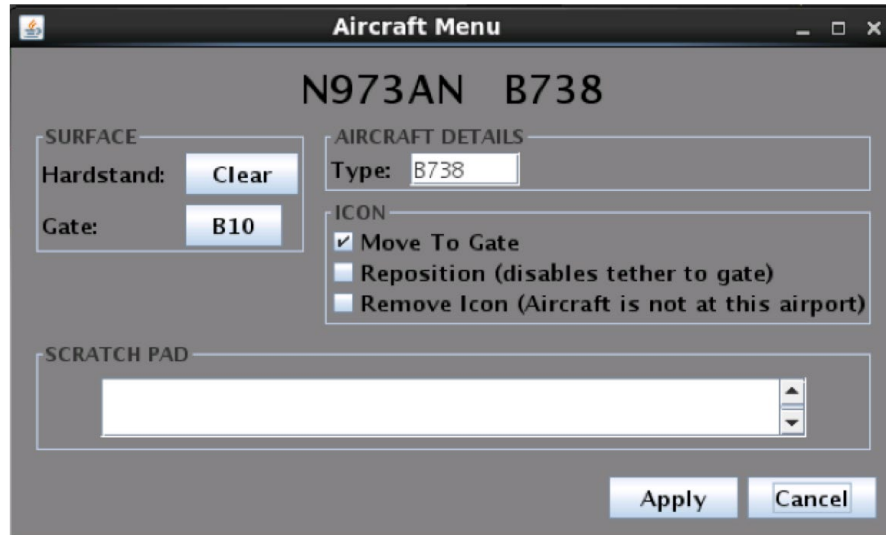 Aircraft Menu
N973AN B738
SURFACE
Hardstand: Clear
Gate: B10
AIRCRAFT DETAILS
Type: B738
ICON
Move To Gate
Reposition (disables tether to gate)
Remove Icon (Aircraft is not at this airport)
SCRATCH PAD
Apply Cancel